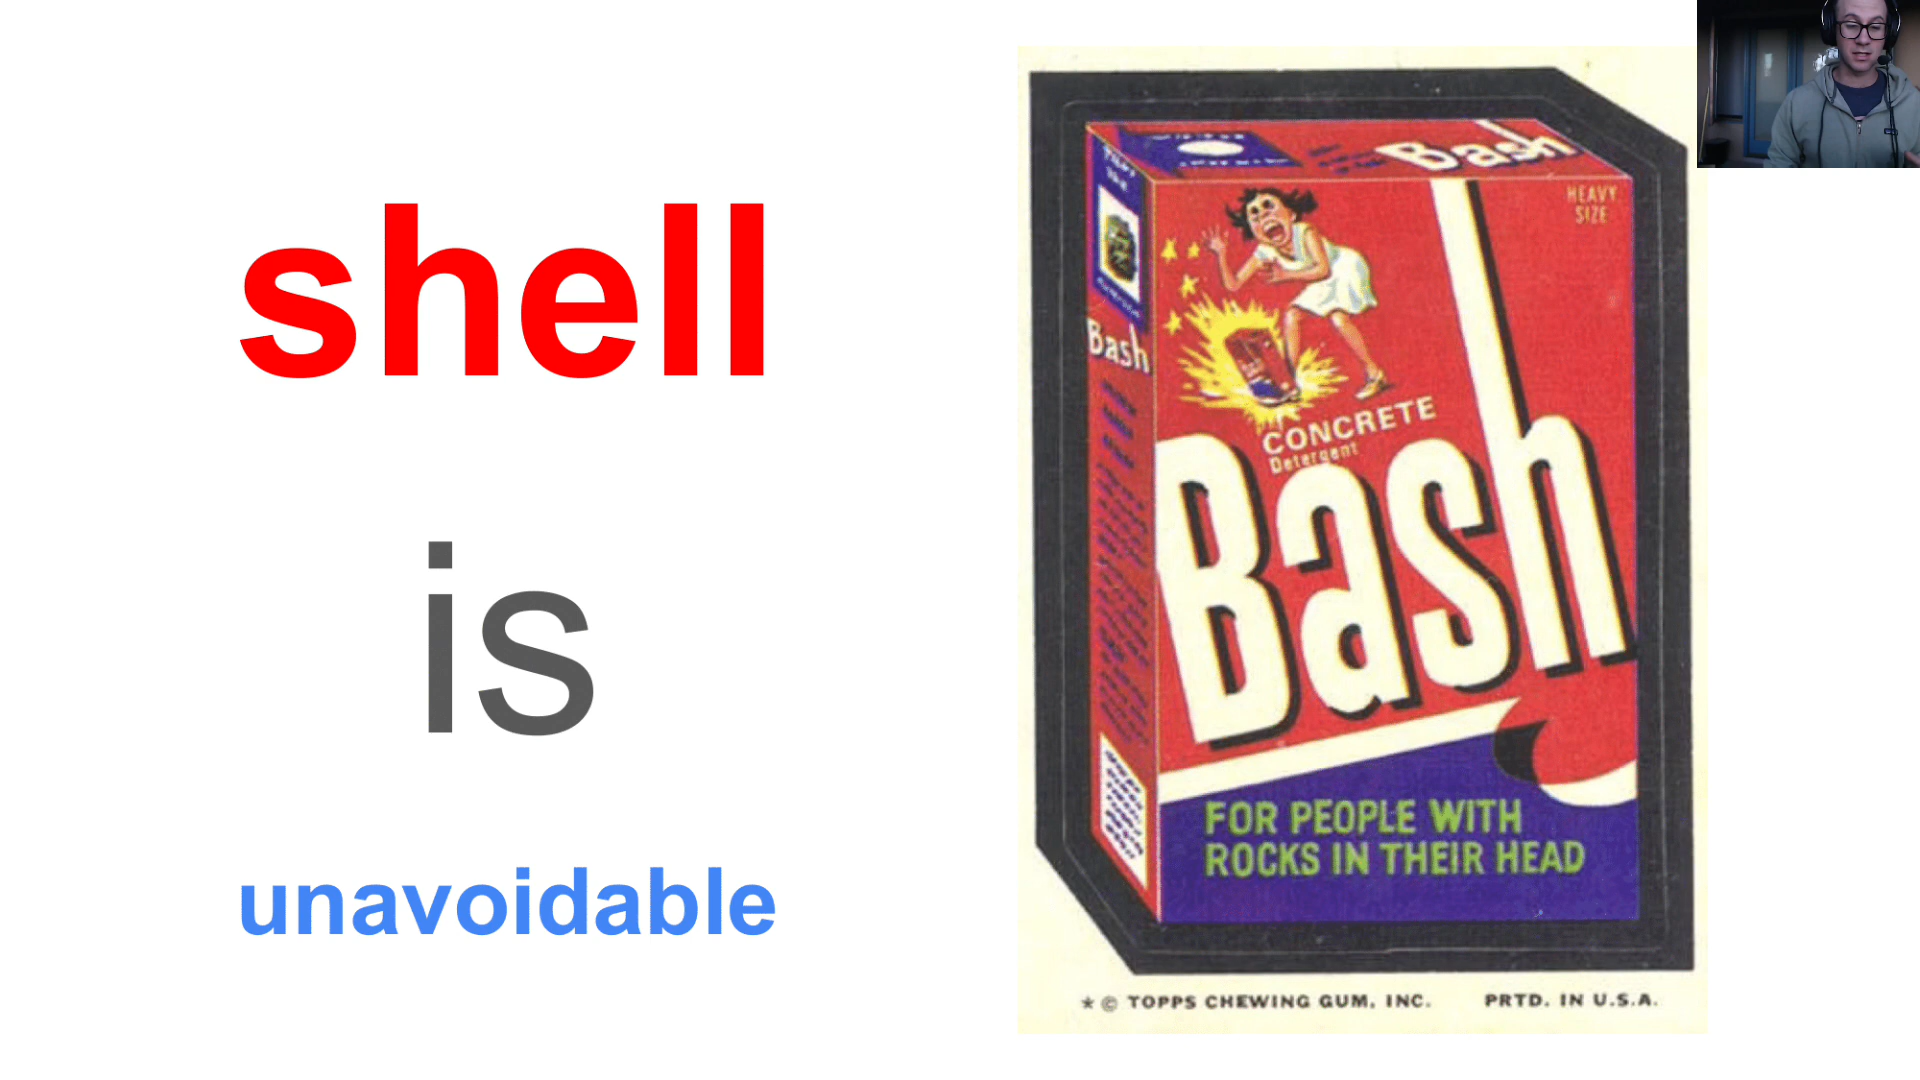 shell
is
unavoidable
Bash
HEAVY
SIZE
Bash
CONCRETE
Detergent
Bash
FOR PEOPLE WITH
ROCKS IN THEIR HEAD
* © TOPPS CHEWING GUM, INC. PRTD. IN U.S.A.